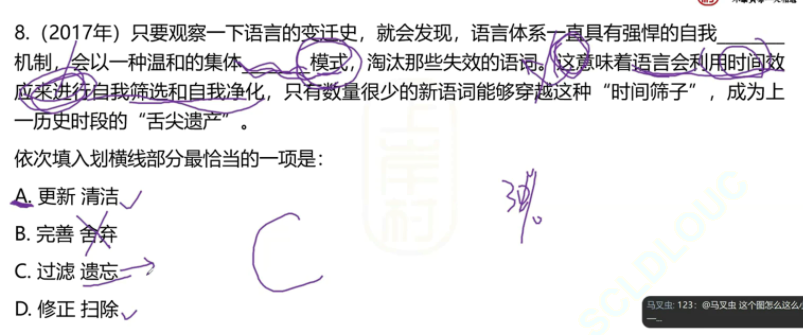 8.（2017年）只要观察一下语言的变迁史，就会发现，语言体系一直具有强悍的自我______
机制，会以一种温和的集体______模式，淘汰那些失效的语词。这意味着语言会利用时间效
应来进行自我筛选和自我净化，只有数量很少的新语词能够穿越这种“时间筛子”，成为上
一历史时段的“舌尖遗产”。
依次填入划横线部分最恰当的一项是：
A. 更新 清洁
B. 完善 舍弃
C. 过滤 遗忘
D. 修正 扫除
C
上岸村
SCLDLOUC
马叉虫: 123：@马叉虫 这个图怎么这么